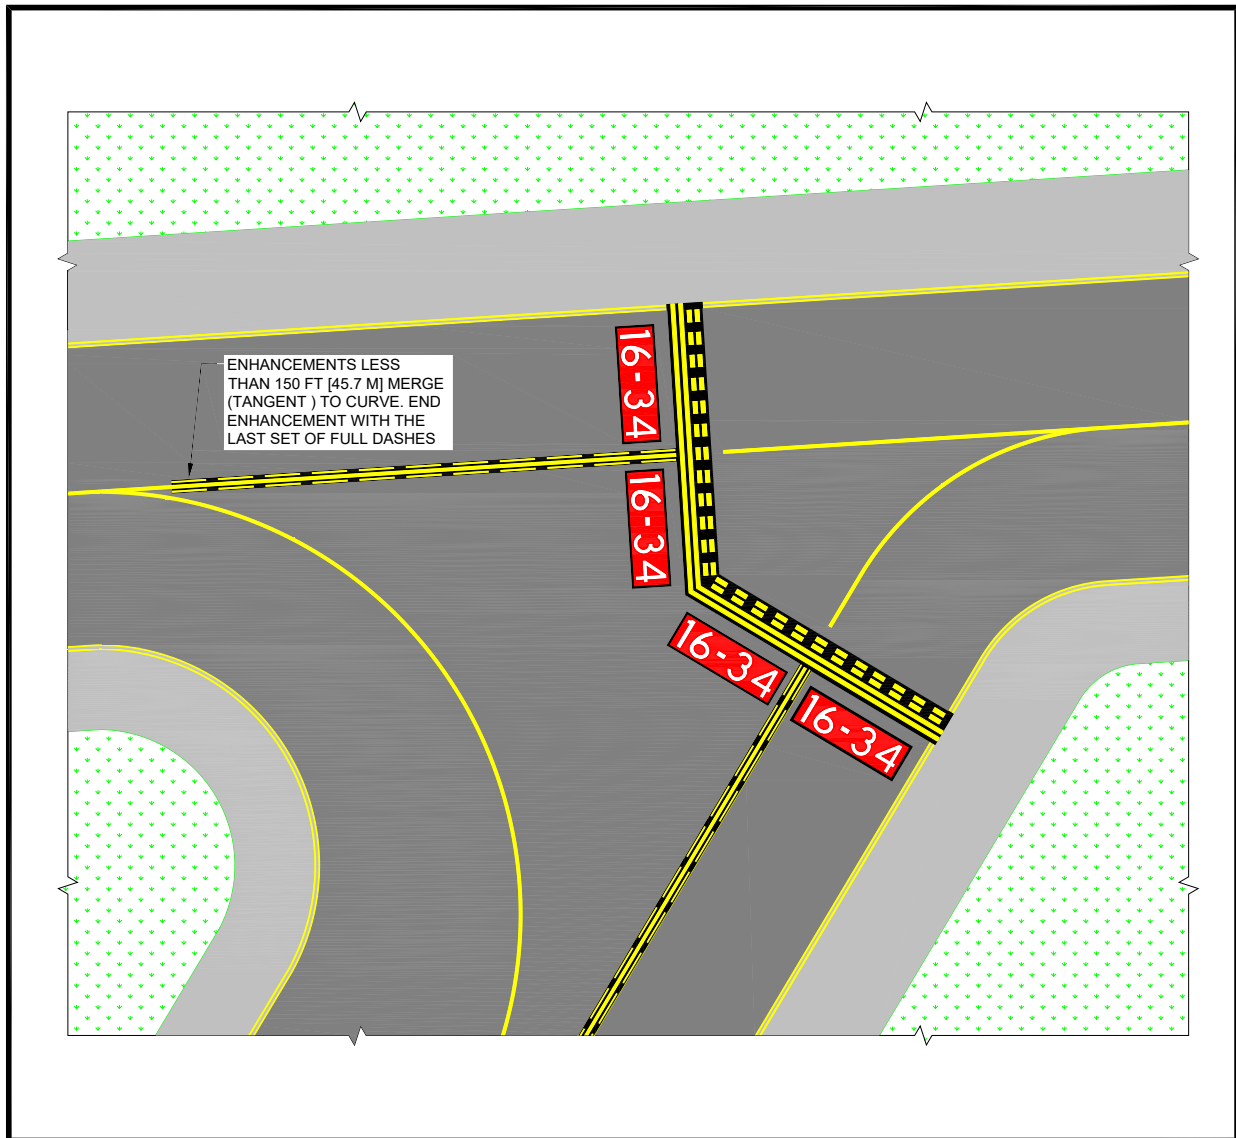 ENHANCEMENTS LESS
THAN 150 FT [45.7 M] MERGE
(TANGENT ) TO CURVE. END
ENHANCEMENT WITH THE
LAST SET OF FULL DASHES
16-34
16-34
16-34
16-34